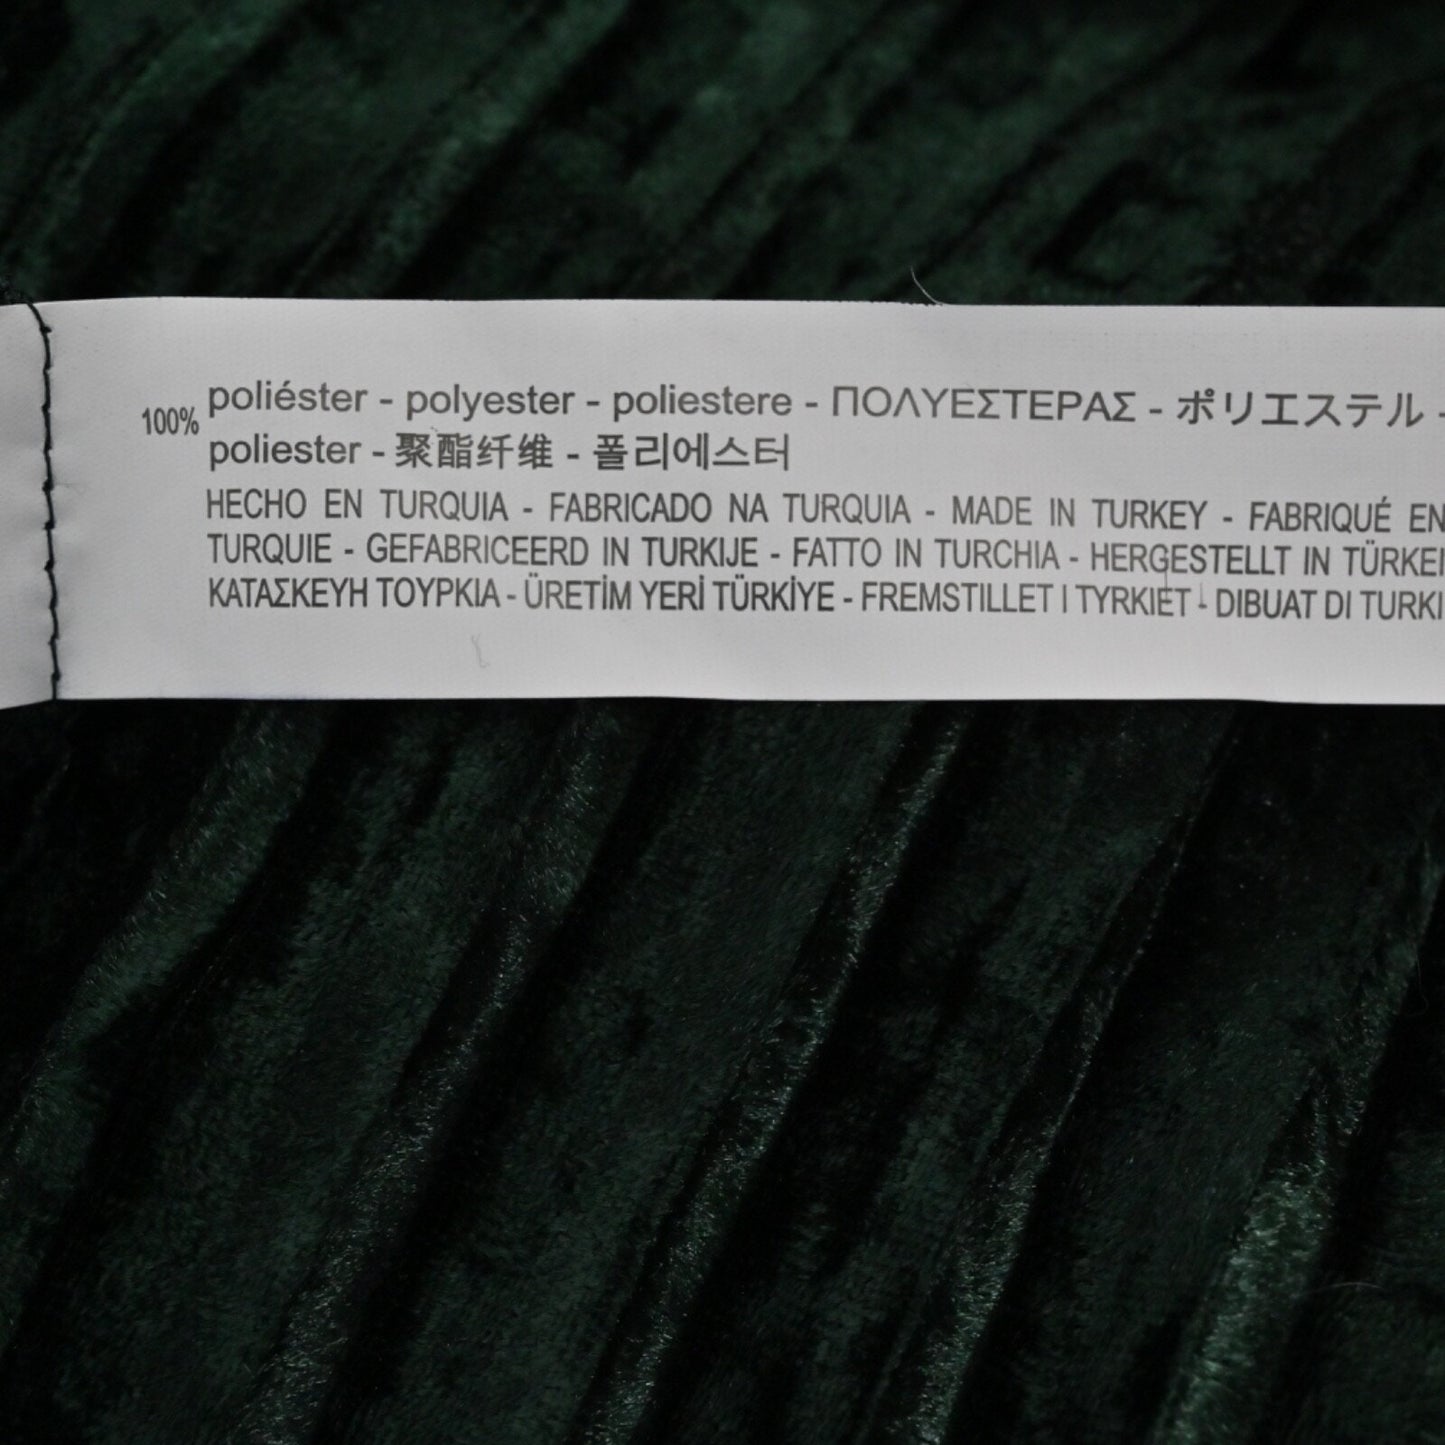 100% poliéster - polyester - poliestere - ΠΟΛΥΕΣΤΕΡΑΣ - ポリエステル -
poliester - 聚酯纤维 - 폴리에스터
HECHO EN TURQUIA - FABRICADO NA TURQUIA - MADE IN TURKEY - FABRIQUÉ EN
TURQUIE - GEFABRICEERD IN TURKIJE - FATTO IN TURCHIA - HERGESTELLT IN TÜRKEI
ΚΑΤΑΣΚΕΥΗ ΤΟΥΡΚΙΑ - ÜRETİM YERİ TÜRKİYE - FREMSTILLET I TYRKIET - DIBUAT DI TURKI